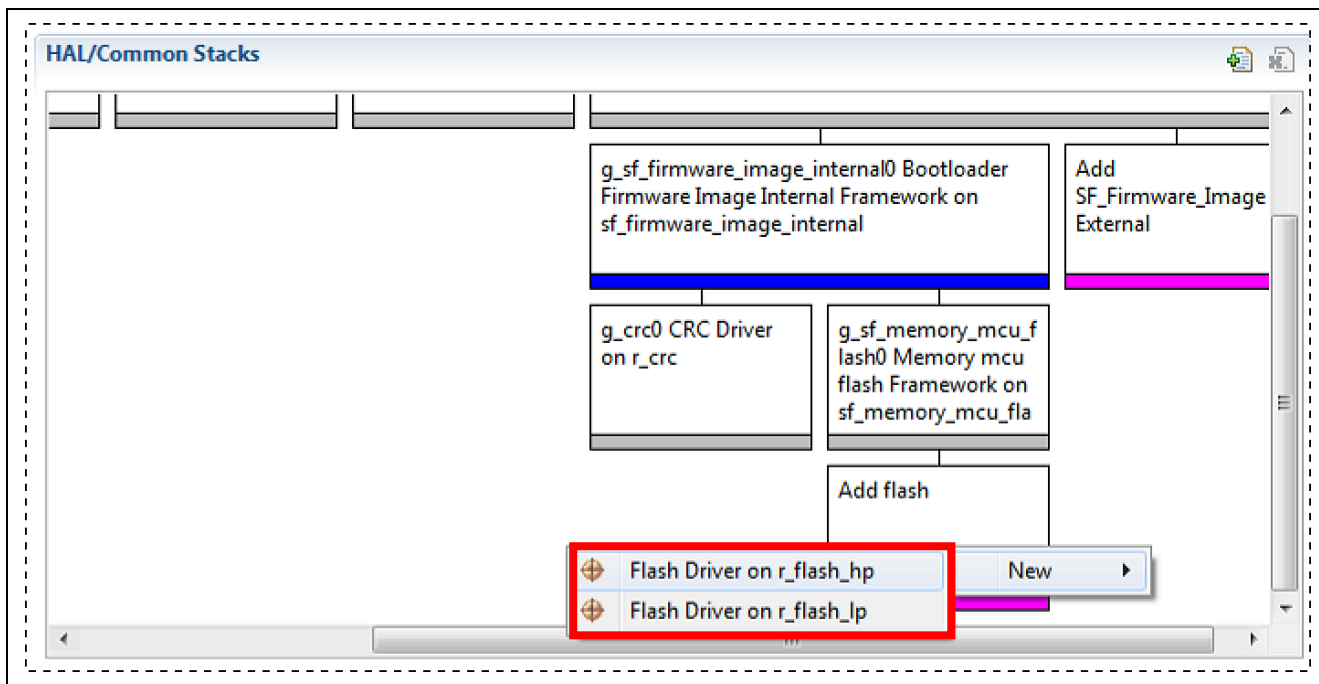 HAL/Common Stacks
g_sf_firmware_image_internal0 Bootloader
Firmware Image Internal Framework on
sf_firmware_image_internal
Add
SF_Firmware_Image
External
g_crc0 CRC Driver
on r_crc
g_sf_memory_mcu_f
lash0 Memory mcu
flash Framework on
sf_memory_mcu_fla
Add flash
Flash Driver on r_flash_hp
New
Flash Driver on r_flash_lp